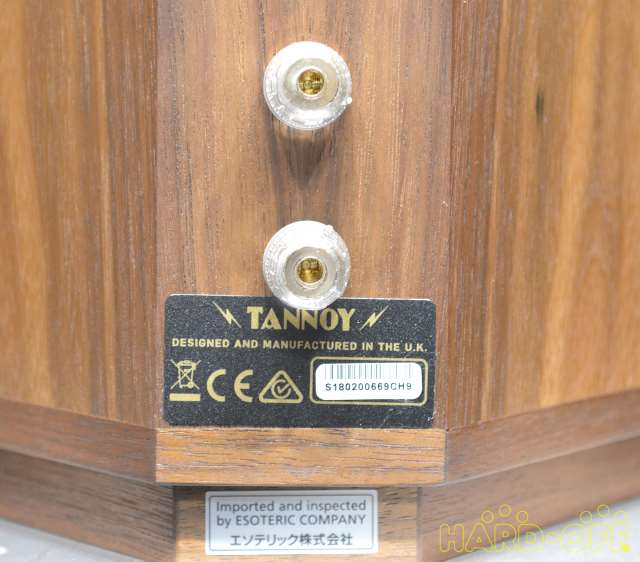 TANNOY
DESIGNED AND MANUFACTURED IN THE U.K.
CE
S180200669CH9
Imported and inspected
by ESOTERIC COMPANY
エソテリック株式会社
HARD-OFF